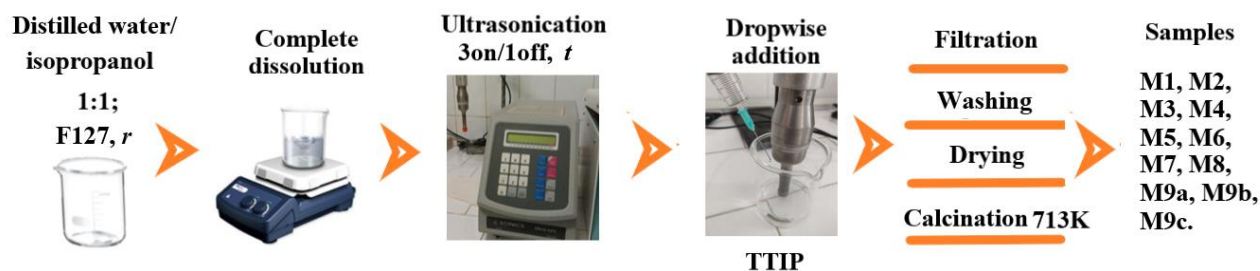 Distilled water/
isopropanol
1:1;
F127, r
Complete
dissolution
Ultrasonication
3on/1off, t
Dropwise
addition
TTIP
Filtration
Washing
Drying
Calcination 713K
Samples
M1, M2,
M3, M4,
M5, M6,
M7, M8,
M9a, M9b,
M9c.